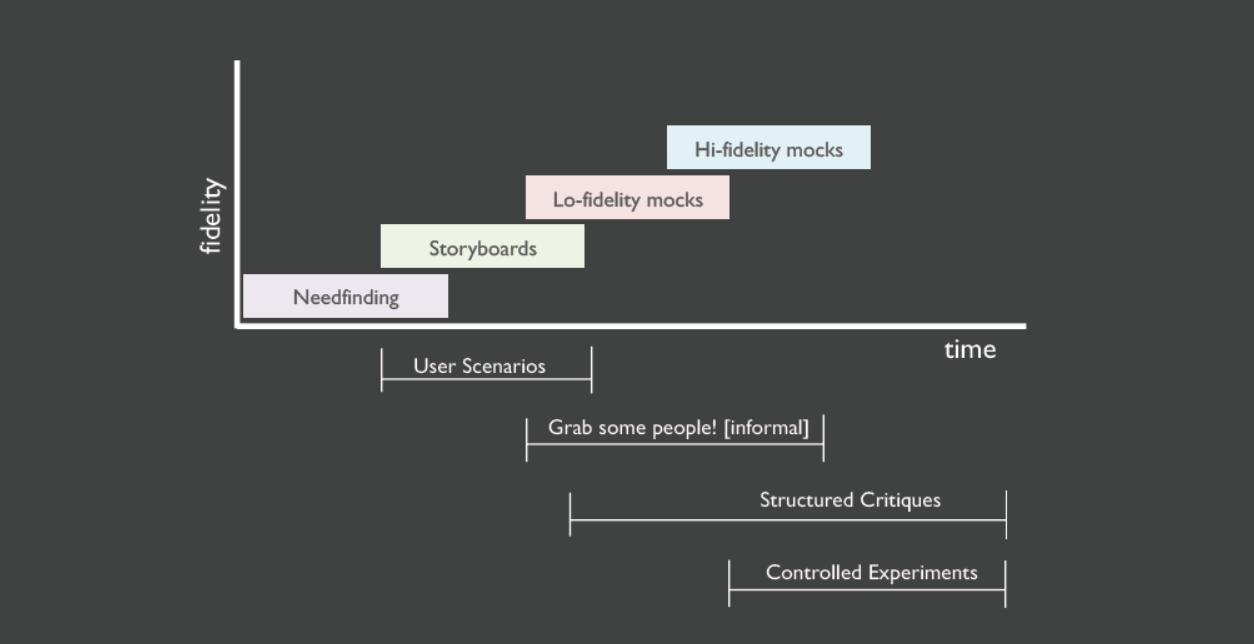 Hi-fidelity mocks
Lo-fidelity mocks
fidelity
Storyboards
Needfinding
time
User Scenarios
Grab some people! [informal]
Structured Critiques
Controlled Experiments